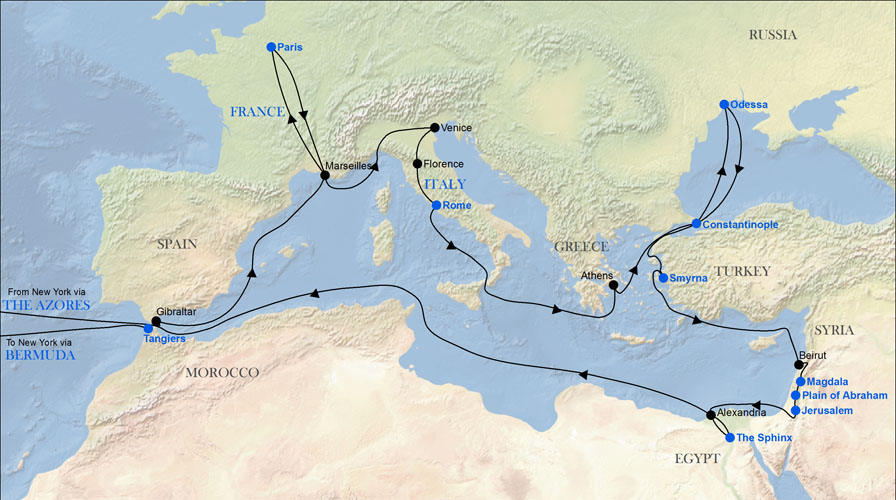 RUSSIA
Paris
Odessa
FRANCE
Venice
Florence
Marseilles
ITALY
Rome
Constantinople
SPAIN
GREECE
TURKEY
Athens
Smyrna
From New York via
THE AZORES
Gibraltar
SYRIA
Tangiers
To New York via
BERMUDA
Beirut
MOROCCO
Magdala
Plain of Abraham
Alexandria
Jerusalem
The Sphinx
EGYPT